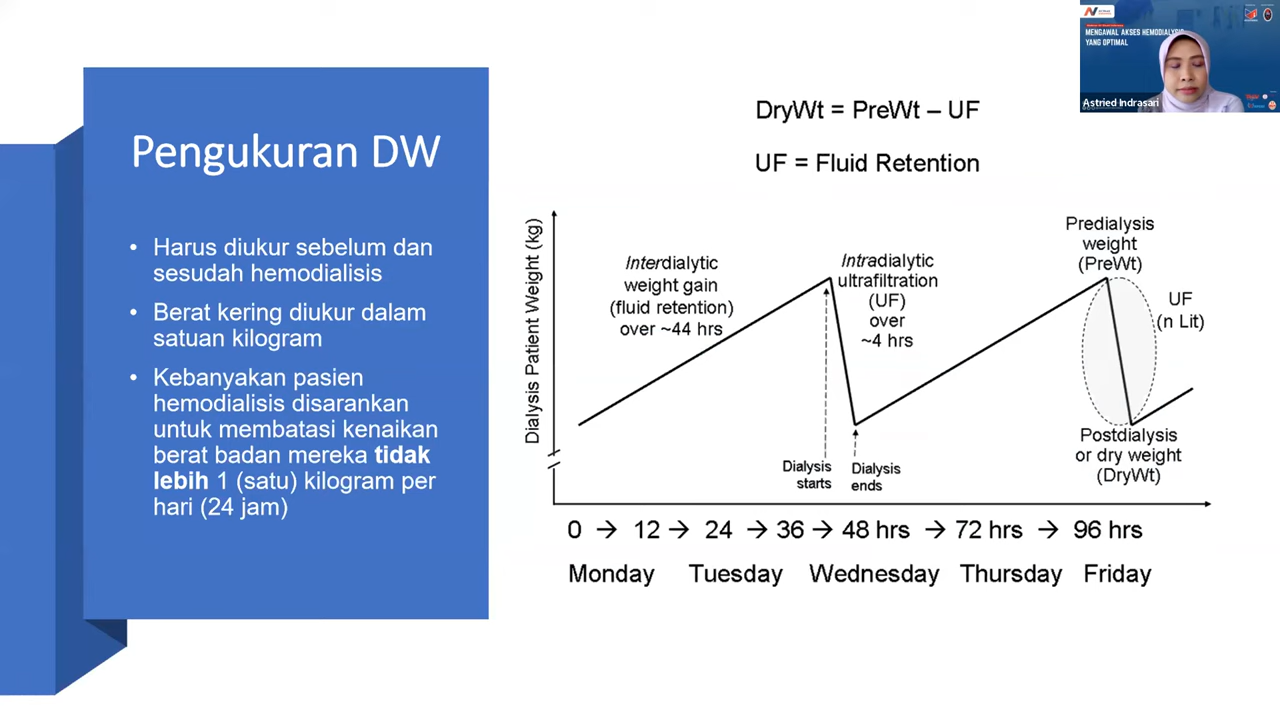 Pengukuran DW
• Harus diukur sebelum dan
sesudah hemodialisis
• Berat kering diukur dalam
satuan kilogram
• Kebanyakan pasien
hemodialisis disarankan
untuk membatasi kenaikan
berat badan mereka tidak
lebih 1 (satu) kilogram per
hari (24 jam)
DryWt = PreWt – UF
UF = Fluid Retention
Dialysis Patient Weight (kg)
Interdialytic
weight gain
(fluid retention)
over ~44 hrs
Intradialytic
ultrafiltration
(UF)
over
~4 hrs
Predialysis
weight
(PreWt)
UF
(n Lit)
Dialysis
starts
Dialysis
ends
Postdialysis
or dry weight
(DryWt)
0 → 12 → 24 → 36 → 48 hrs → 72 hrs → 96 hrs
Monday Tuesday Wednesday Thursday Friday
MENGAWAL AKSES HEMODIALYSIS
YANG OPTIMAL
Astried Indrasari